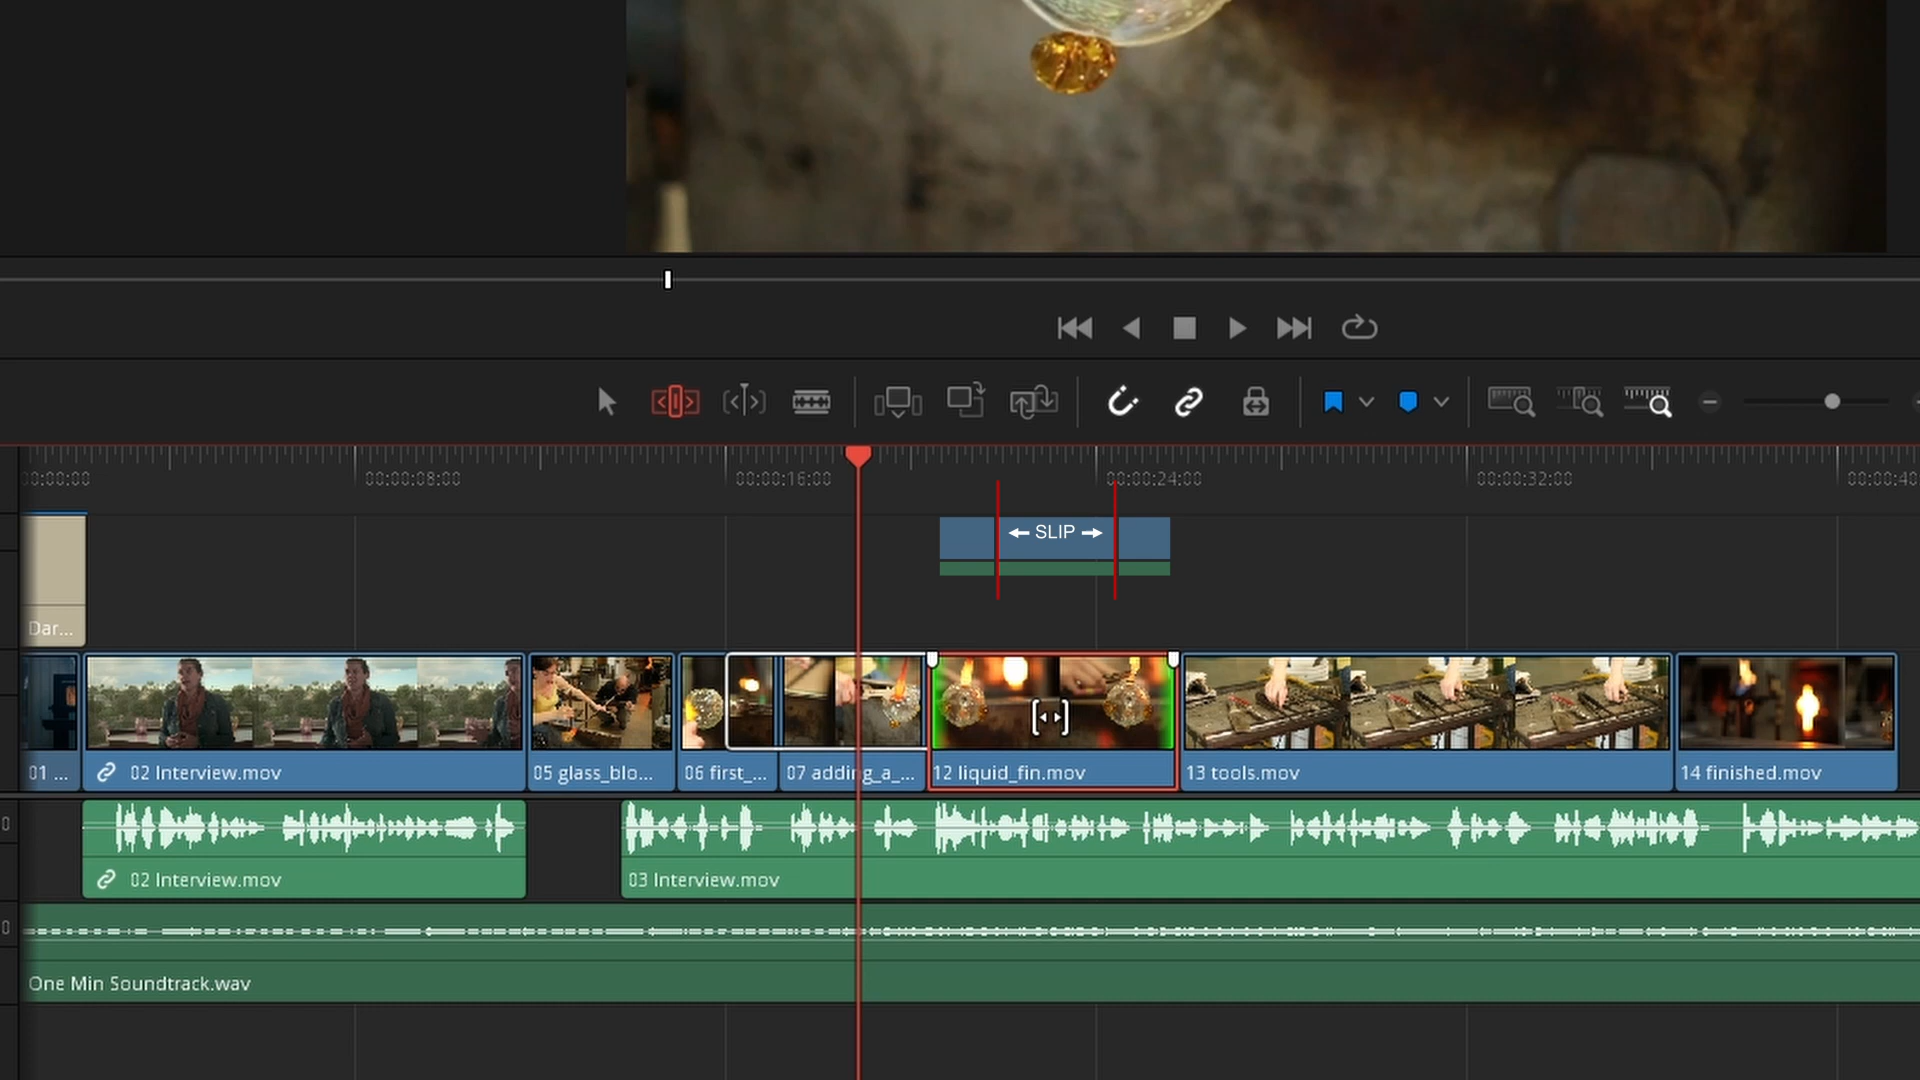 00:00:00
00:00:08:00
00:00:16:00
00:00:24:00
00:00:32:00
00:00:40
SLIP
Dar...
01 ...
02 Interview.mov
05 glass_blo...
06 first_...
07 adding_a_...
12 liquid_fin.mov
13 tools.mov
14 finished.mov
0
02 Interview.mov
03 Interview.mov
0
One Min Soundtrack.wav